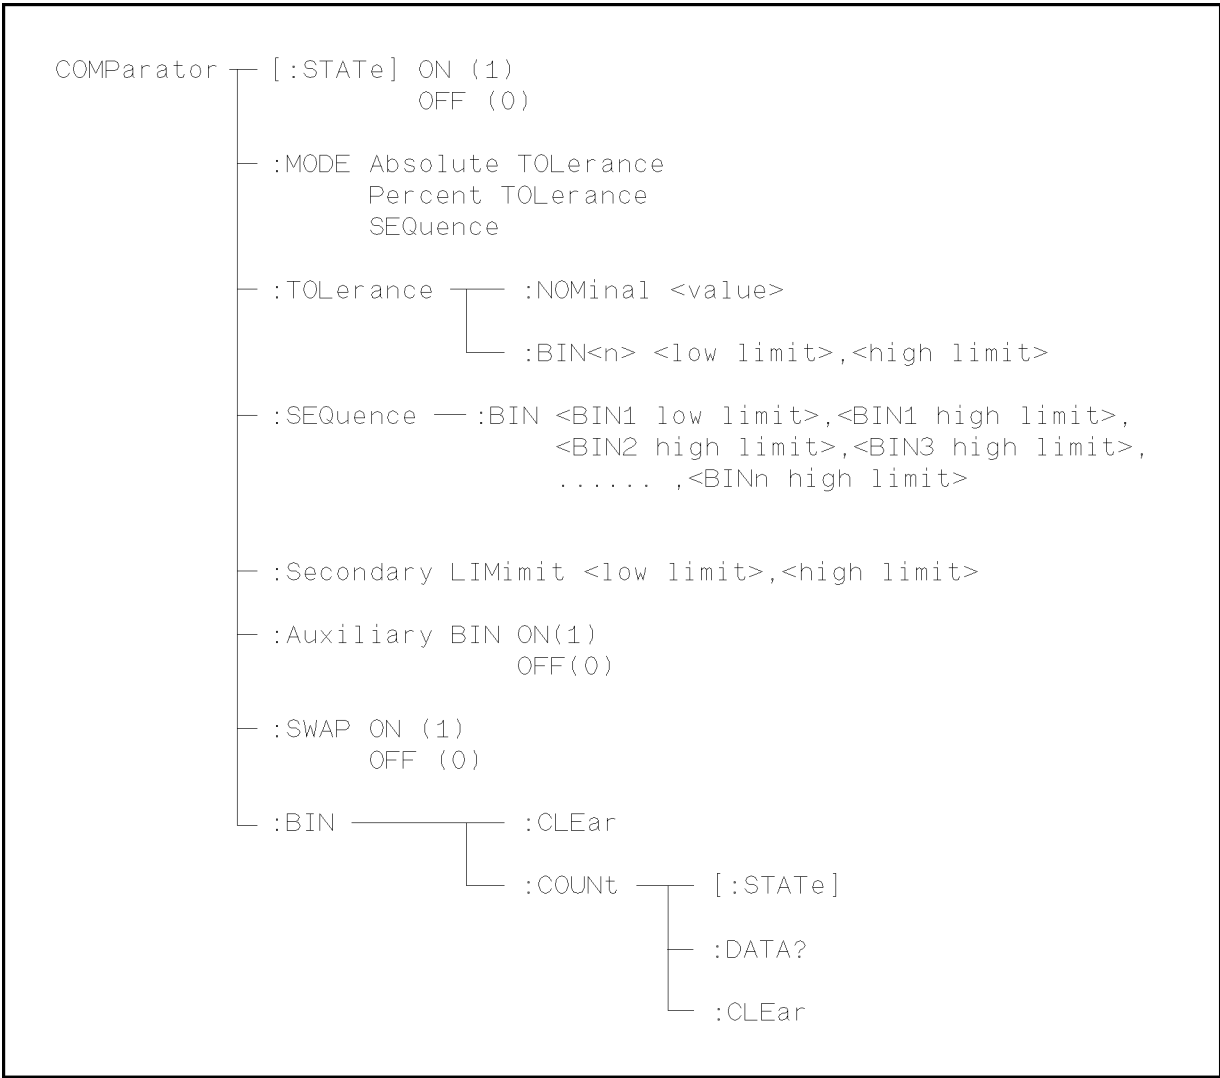 COMParator [:STATe] ON (1)
OFF (0)
:MODE Absolute TOLerance
Percent TOLerance
SEQuence
:TOLerance :NOMinal <value>
:BIN<n> <low limit>,<high limit>
:SEQuence :BIN <BIN1 low limit>,<BIN1 high limit>,
<BIN2 high limit>,<BIN3 high limit>,
...... ,<BINn high limit>
:Secondary LIMimit <low limit>,<high limit>
:Auxiliary BIN ON(1)
OFF(0)
:SWAP ON (1)
OFF (0)
:BIN :CLEar
:COUNt [:STATe]
:DATA?
:CLEar